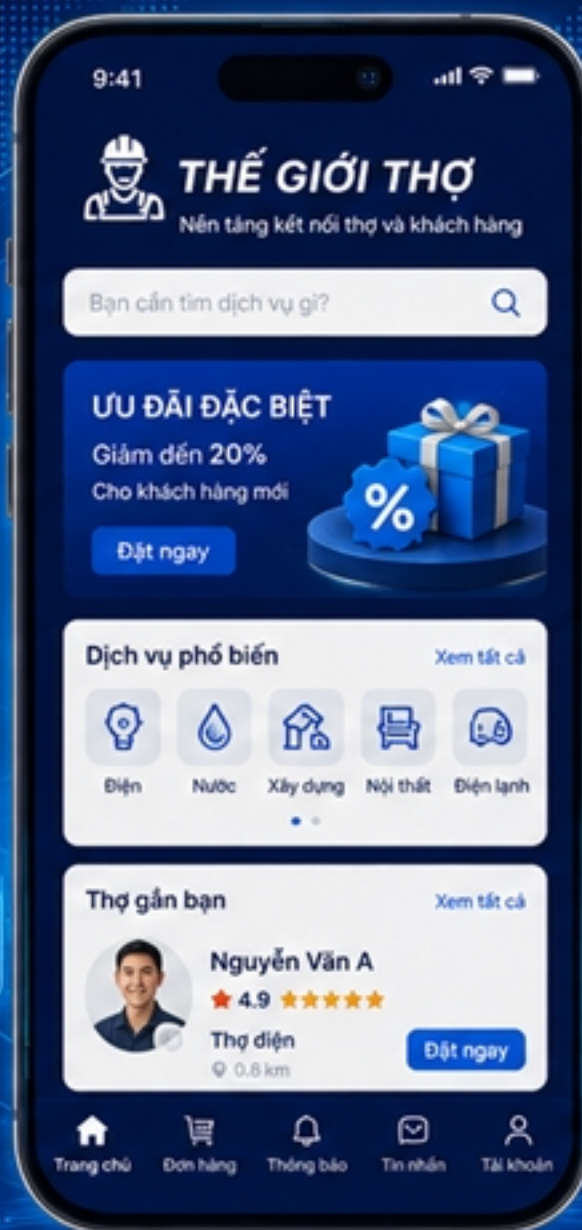 9:41
THẾ GIỚI THỢ
Nền tảng kết nối thợ và khách hàng
Bạn cần tìm dịch vụ gì?
ƯU ĐÃI ĐẶC BIỆT
Giảm đến 20%
Cho khách hàng mới
%
Đặt ngay
Dịch vụ phổ biến
Xem tất cả
Điện
Nước
Xây dựng
Nội thất
Điện lạnh
Thợ gần bạn
Xem tất cả
Nguyễn Văn A
4.9
Thợ điện
0.8 km
Đặt ngay
Trang chủ
Đơn hàng
Thông báo
Tin nhắn
Tài khoản